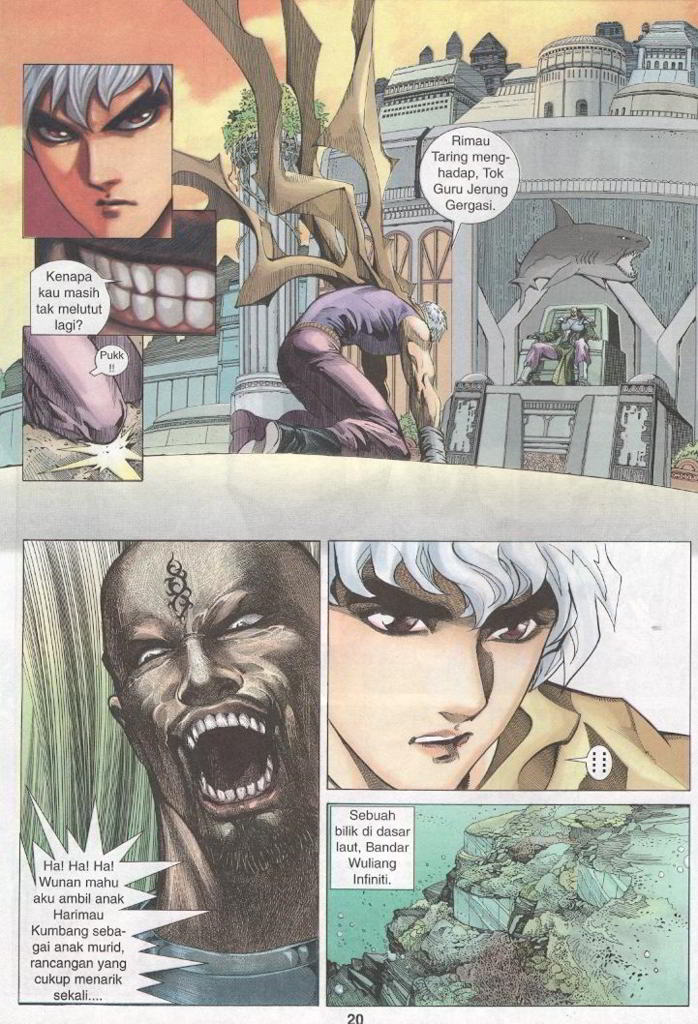 Rimau
Taring meng-
hadap, Tok
Guru Jerung
Gergasi.
Kenapa
kau masih
tak melutut
lagi?
Pukk
!!
Ha! Ha! Ha!
Wunan mahu
aku ambil anak
Harimau
Kumbang seba-
gai anak murid,
rancangan yang
cukup menarik
sekali....
Sebuah
bilik di dasar
laut, Bandar
Wuliang
Infiniti.
20